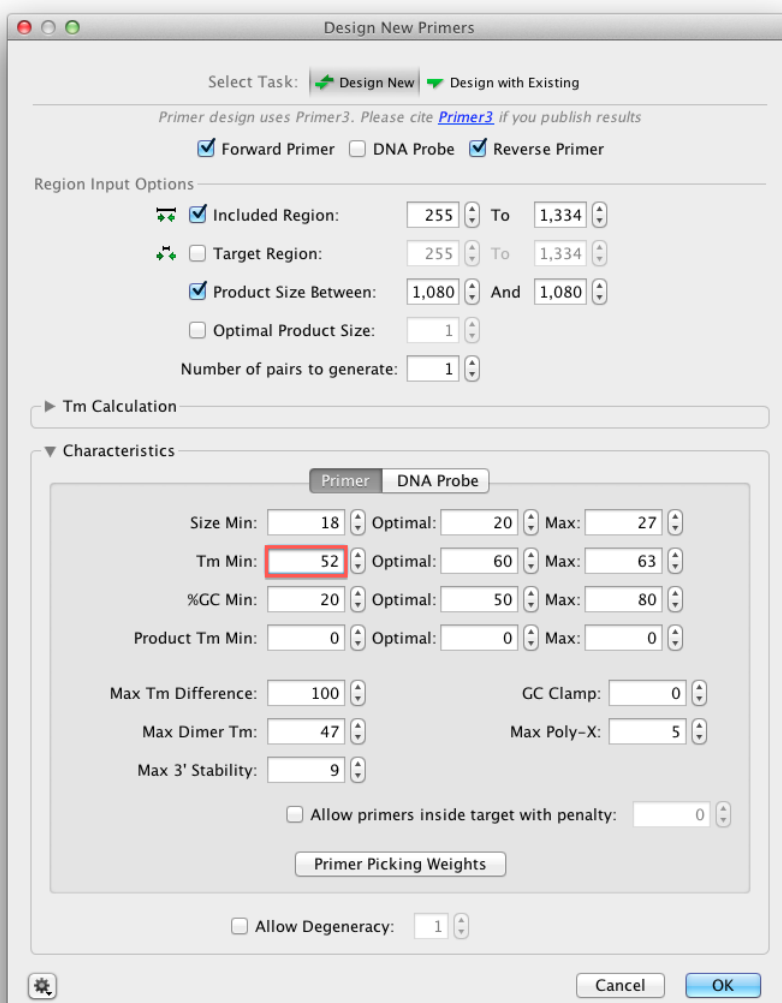 Design New Primers
Select Task: Design New Design with Existing
Primer design uses Primer3. Please cite Primer3 if you publish results
Forward Primer DNA Probe Reverse Primer
Region Input Options
Included Region: 255 To 1,334
Target Region: 255 To 1,334
Product Size Between: 1,080 And 1,080
Optimal Product Size: 1
Number of pairs to generate: 1
Tm Calculation
Characteristics
Primer DNA Probe
Size Min: 18 Optimal: 20 Max: 27
Tm Min: 52 Optimal: 60 Max: 63
%GC Min: 20 Optimal: 50 Max: 80
Product Tm Min: 0 Optimal: 0 Max: 0
Max Tm Difference: 100 GC Clamp: 0
Max Dimer Tm: 47 Max Poly-X: 5
Max 3' Stability: 9
Allow primers inside target with penalty: 0
Primer Picking Weights
Allow Degeneracy: 1
Cancel OK